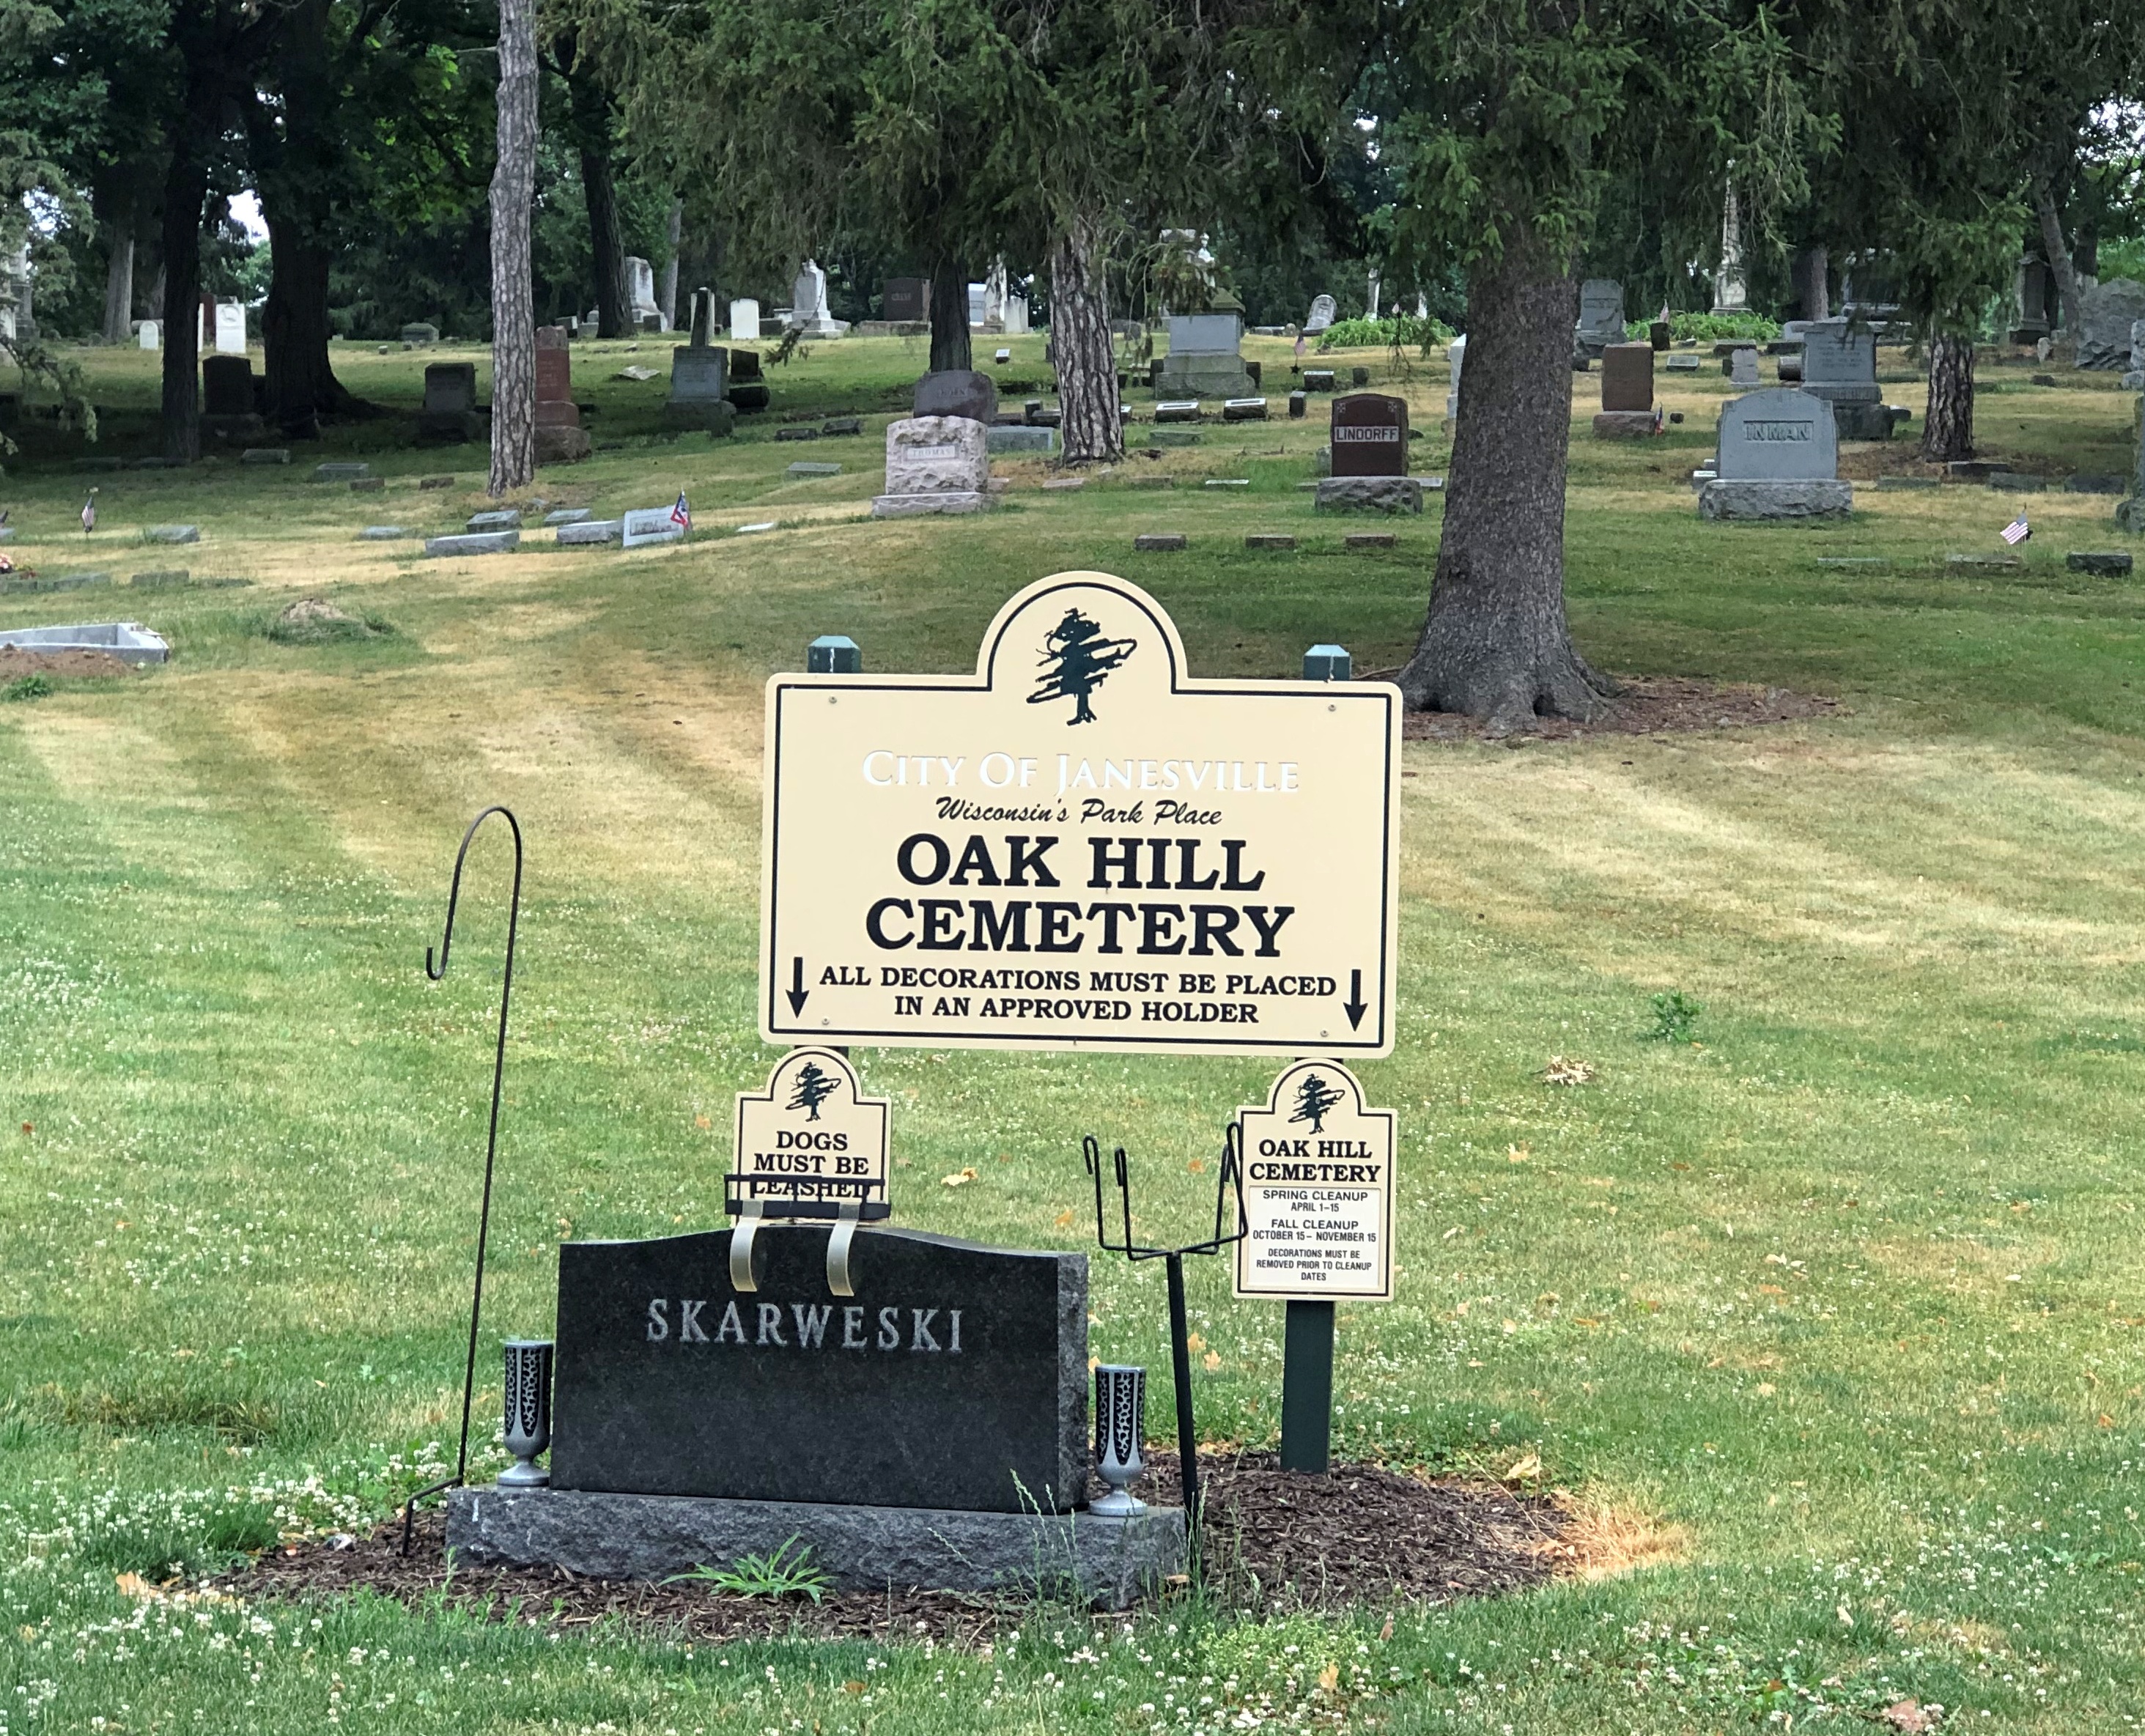 LINDORFF
INMAN
THOMAS
CITY OF JANESVILLE
Wisconsin's Park Place
OAK HILL
CEMETERY
ALL DECORATIONS MUST BE PLACED
IN AN APPROVED HOLDER
DOGS
MUST BE
LEASHED
OAK HILL
CEMETERY
SPRING CLEANUP
APRIL 1-15
FALL CLEANUP
OCTOBER 15- NOVEMBER 15
DECORATIONS MUST BE
REMOVED PRIOR TO CLEANUP
DATES
SKARWESKI